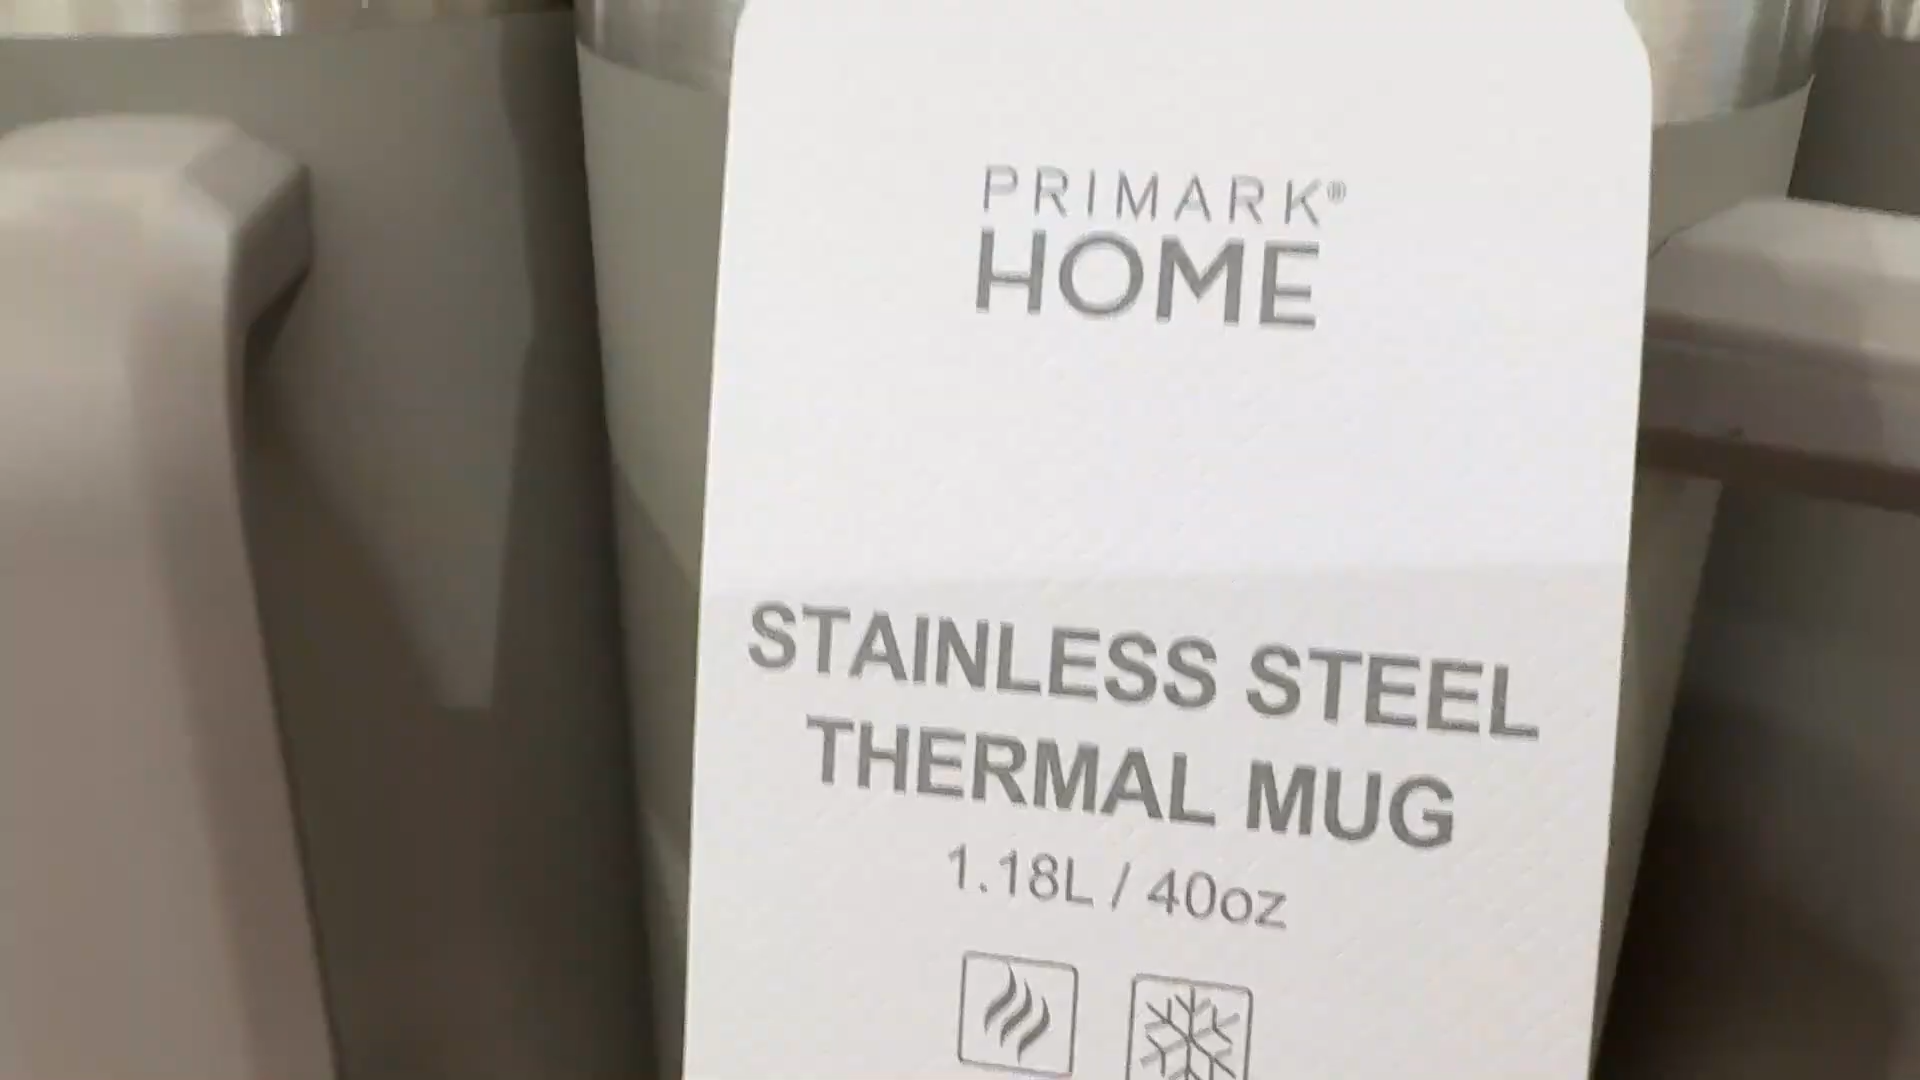 PRIMARK®
HOME
STAINLESS STEEL
THERMAL MUG
1.18L / 40oz